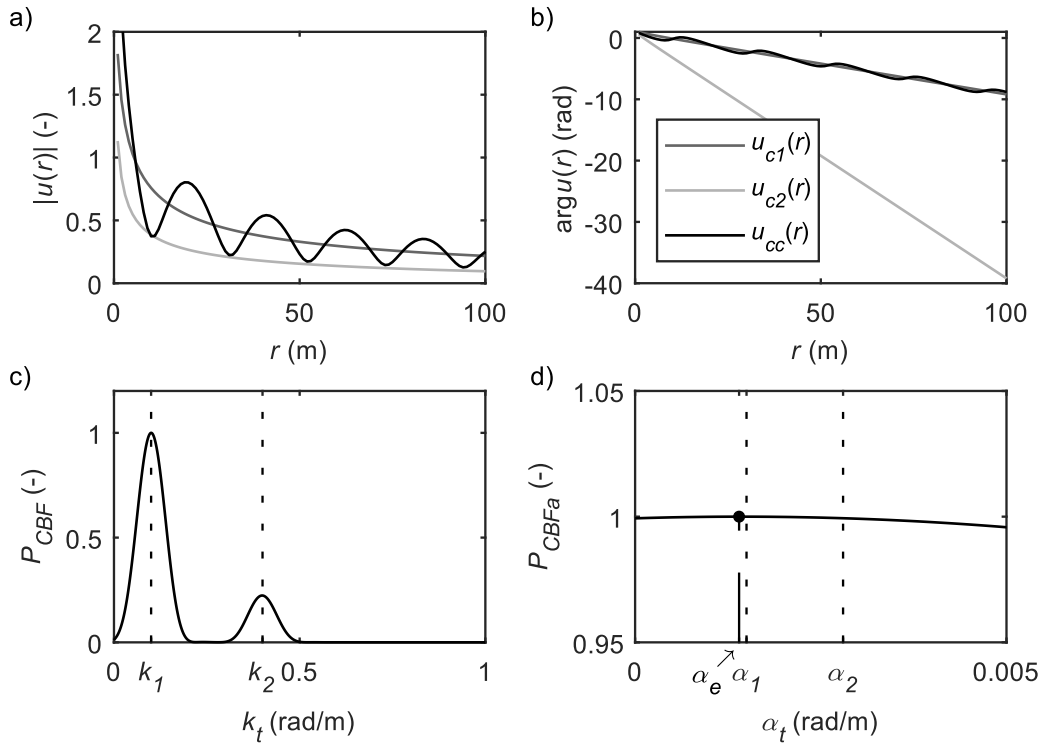 a)
2
1.5
1
0.5
0
0
50
100
|u(r)| (-)
r (m)
b)
0
-10
-20
-30
-40
0
50
100
argu(r) (rad)
r (m)
u_c1(r)
u_c2(r)
u_cc(r)
c)
1
0.5
0
0
k_1
k_2
0.5
1
P_CBF (-)
k_t (rad/m)
d)
1.05
1
0.95
0
α_e
α_1
α_2
0.005
P_CBFa (-)
α_t (rad/m)